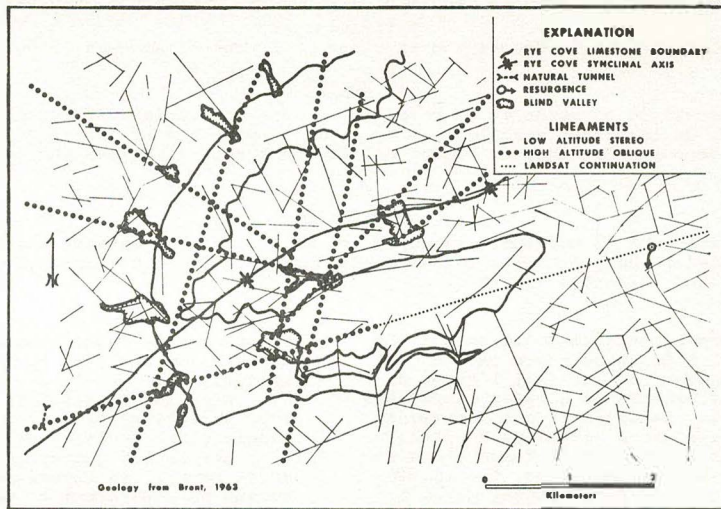 EXPLANATION
RYE COVE LIMESTONE BOUNDARY
RYE COVE SYNCLINAL AXIS
NATURAL TUNNEL
RESURGENCE
BLIND VALLEY
LINEAMENTS
LOW ALTITUDE STEREO
HIGH ALTITUDE OBLIQUE
LANDSAT CONTINUATION
N
Geology from Brent, 1963
0 1 2
Kilometers